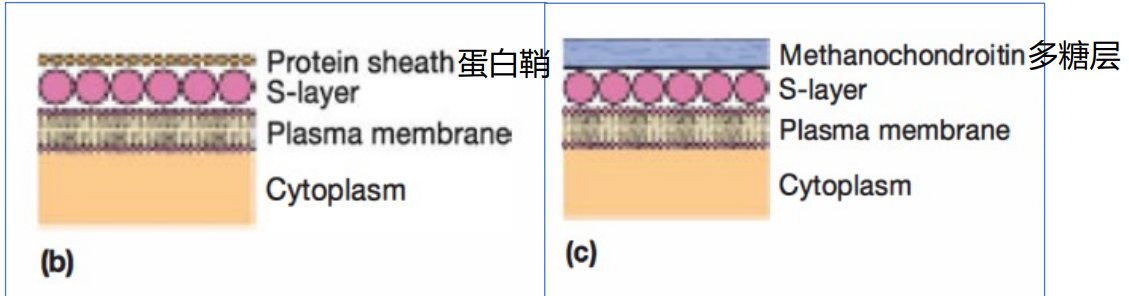 Protein sheath蛋白鞘
S-layer
Plasma membrane
Cytoplasm
(b)
Methanochondroitin多糖层
S-layer
Plasma membrane
Cytoplasm
(c)